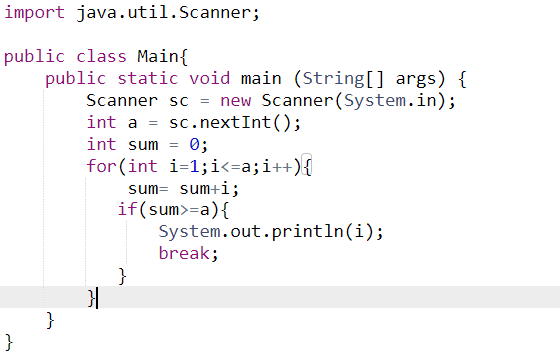 import java.util.Scanner;

public class Main{
    public static void main (String[] args) {
        Scanner sc = new Scanner(System.in);
        int a = sc.nextInt();
        int sum = 0;
        for(int i=1;i<=a;i++){
            sum= sum+i;
           if(sum>=a){
               System.out.println(i);
               break;
           }
        }
    }
}